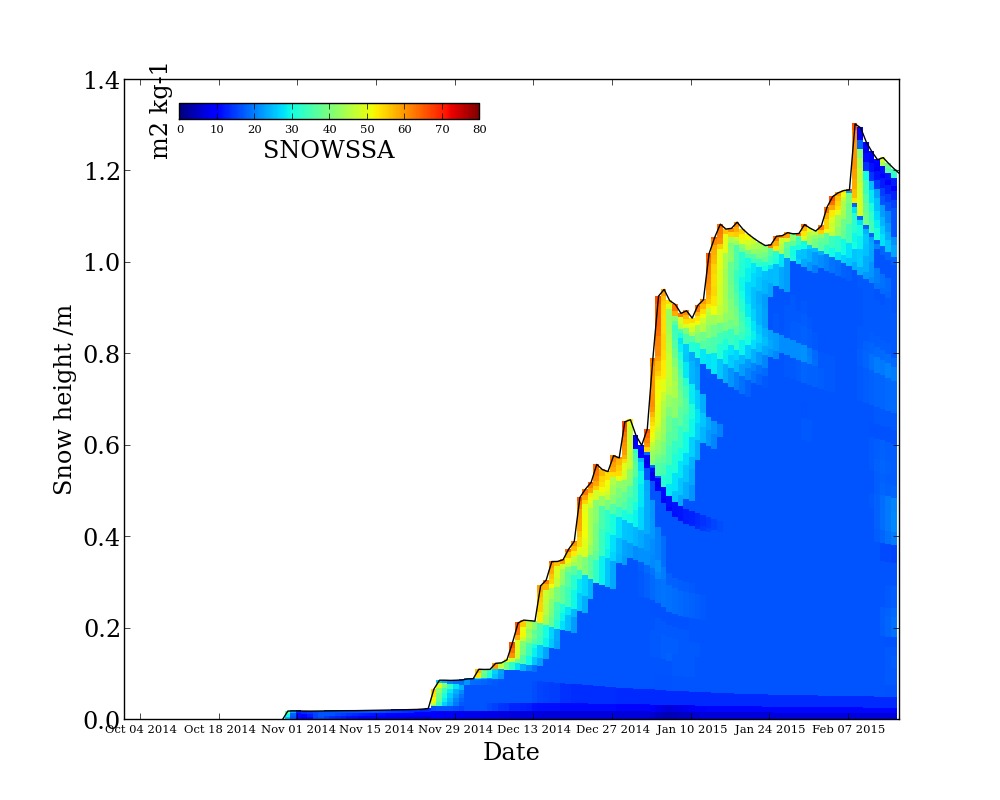 1.4
m2 kg-1
0 10 20 30 40 50 60 70 80
SNOWSSA
1.2
1.0
Snow height /m
0.8
0.6
0.4
0.2
0.0
Oct 04 2014 Oct 18 2014 Nov 01 2014 Nov 15 2014 Nov 29 2014 Dec 13 2014 Dec 27 2014 Jan 10 2015 Jan 24 2015 Feb 07 2015
Date